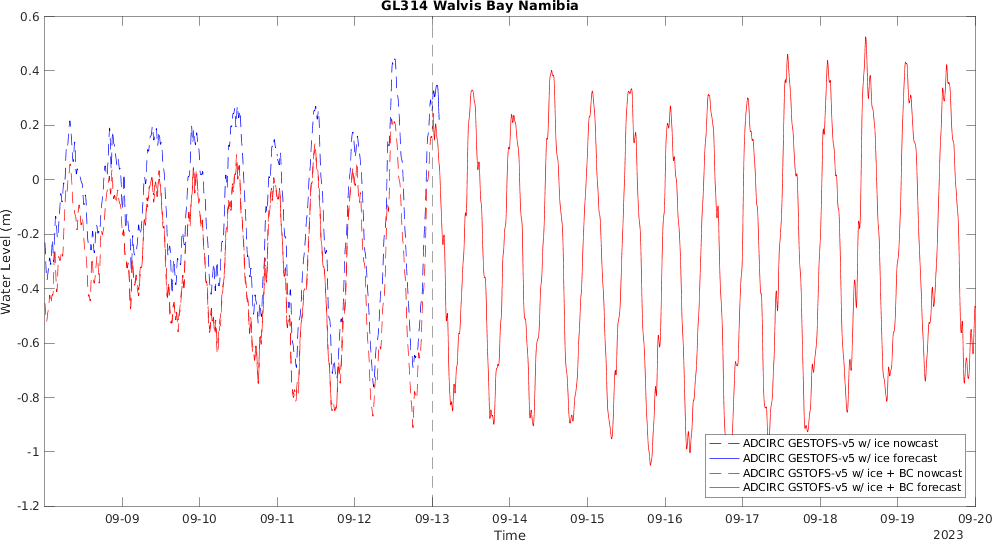 GL314 Walvis Bay Namibia
0.6
0.4
0.2
0
-0.2
-0.4
-0.6
-0.8
-1
-1.2
Water Level (m)
ADCIRC GESTOFS-v5 w/ ice nowcast
ADCIRC GESTOFS-v5 w/ ice forecast
ADCIRC GSTOFS-v5 w/ ice + BC nowcast
ADCIRC GSTOFS-v5 w/ ice + BC forecast
09-09 09-10 09-11 09-12 09-13 09-14 09-15 09-16 09-17 09-18 09-19 09-20
Time
2023